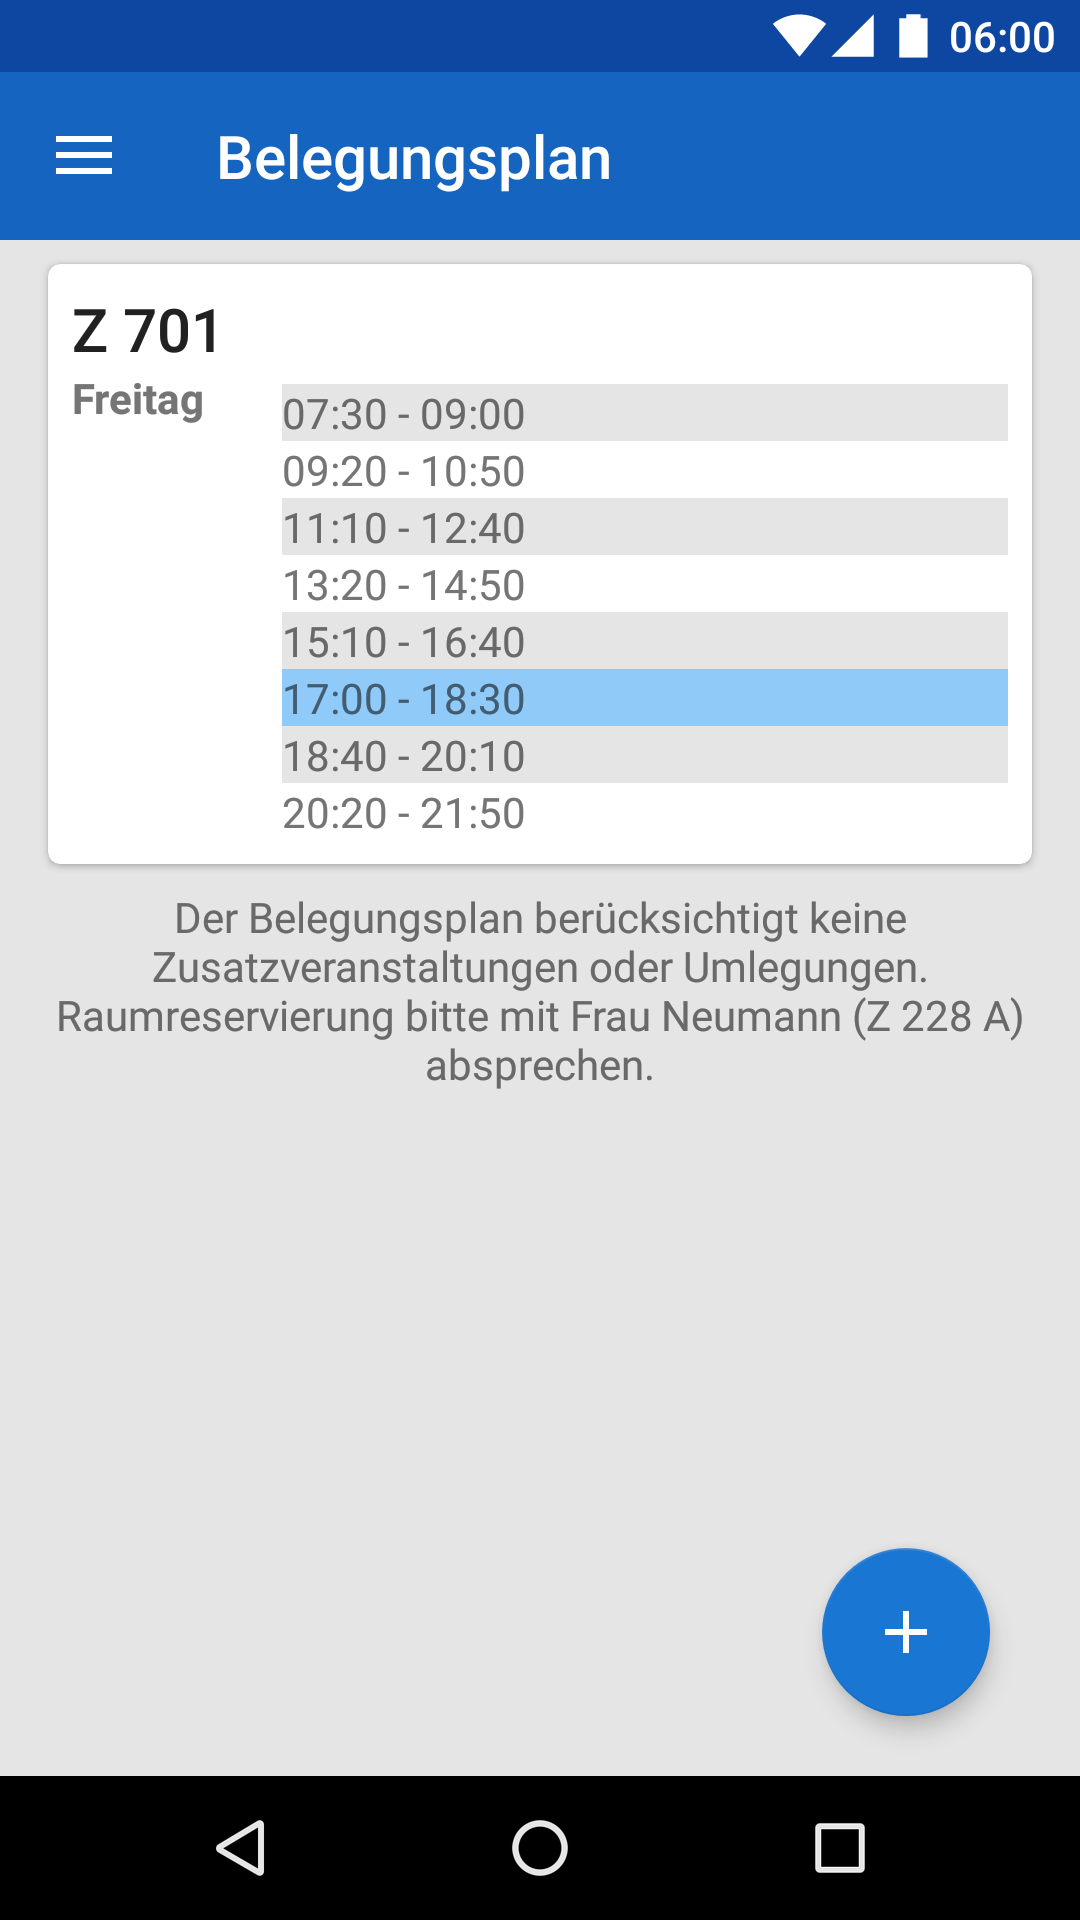 06:00
Belegungsplan
Z 701
Freitag
07:30 - 09:00
09:20 - 10:50
11:10 - 12:40
13:20 - 14:50
15:10 - 16:40
17:00 - 18:30
18:40 - 20:10
20:20 - 21:50
Der Belegungsplan berücksichtigt keine
Zusatzveranstaltungen oder Umlegungen.
Raumreservierung bitte mit Frau Neumann (Z 228 A)
absprechen.